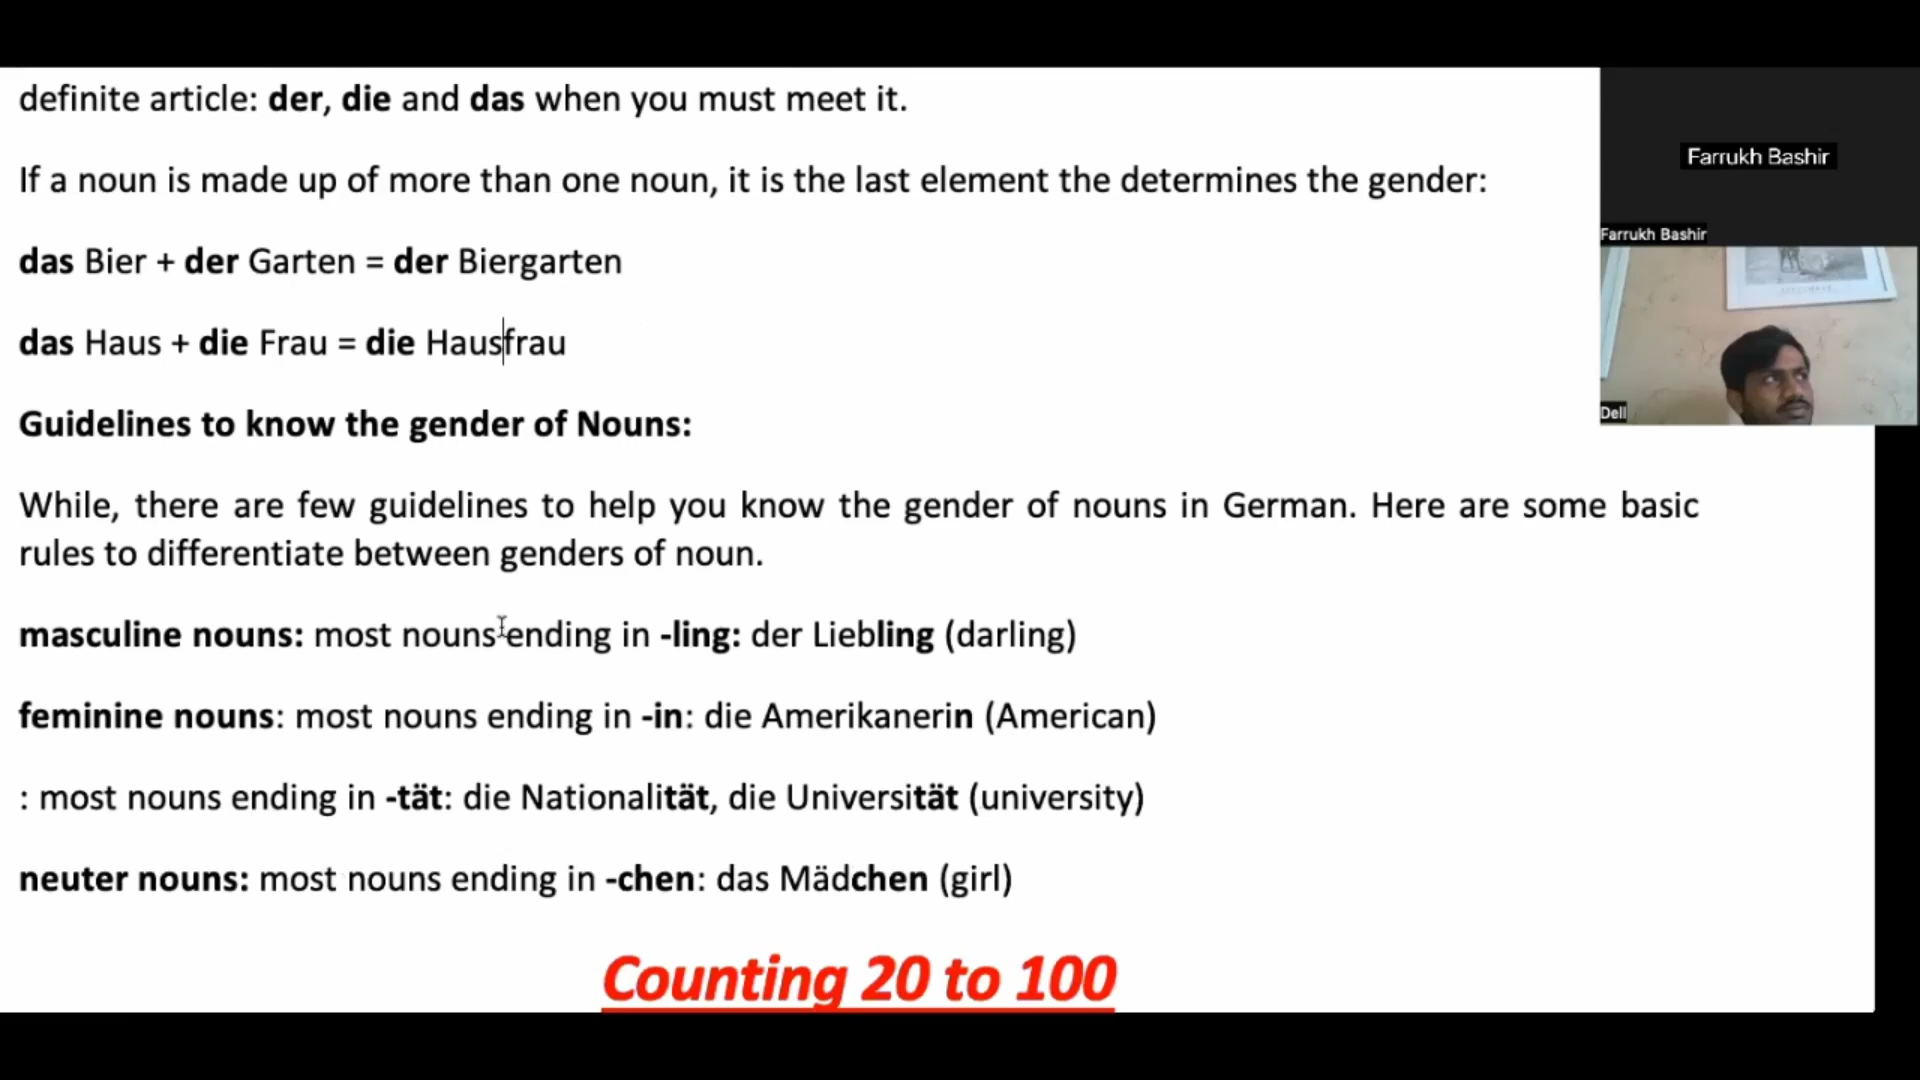 definite article: der, die and das when you must meet it.
If a noun is made up of more than one noun, it is the last element the determines the gender:
das Bier + der Garten = der Biergarten
das Haus + die Frau = die Hausfrau
Guidelines to know the gender of Nouns:
While, there are few guidelines to help you know the gender of nouns in German. Here are some basic
rules to differentiate between genders of noun.
masculine nouns: most nouns ending in -ling: der Liebling (darling)
feminine nouns: most nouns ending in -in: die Amerikanerin (American)
: most nouns ending in -tät: die Nationalität, die Universität (university)
neuter nouns: most nouns ending in -chen: das Mädchen (girl)
Counting 20 to 100
Farrukh Bashir
Farrukh Bashir
Dell